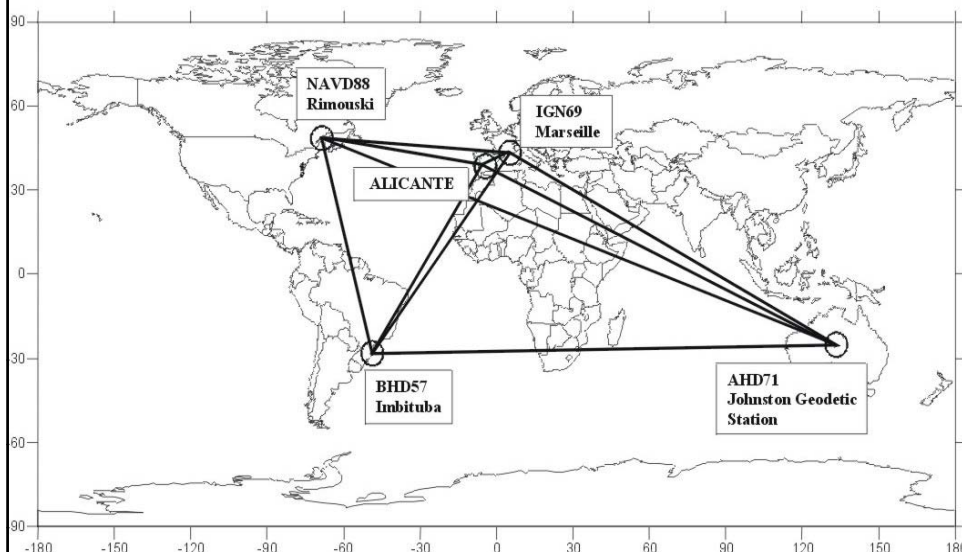 90
60
30
0
-30
-60
-90
NAVD88
Rimouski
IGN69
Marseille
ALICANTE
BHD57
Imbituba
AHD71
Johnston Geodetic
Station
-180 -150 -120 -90 -60 -30 0 30 60 90 120 150 180